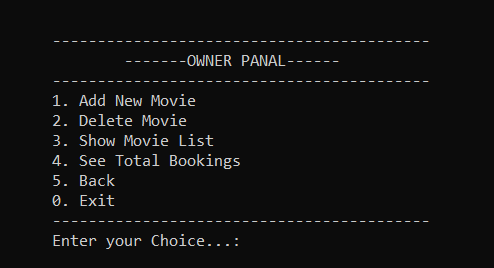 ------------------------------------------
-------OWNER PANAL------
------------------------------------------
1. Add New Movie
2. Delete Movie
3. Show Movie List
4. See Total Bookings
5. Back
0. Exit
------------------------------------------
Enter your Choice...: